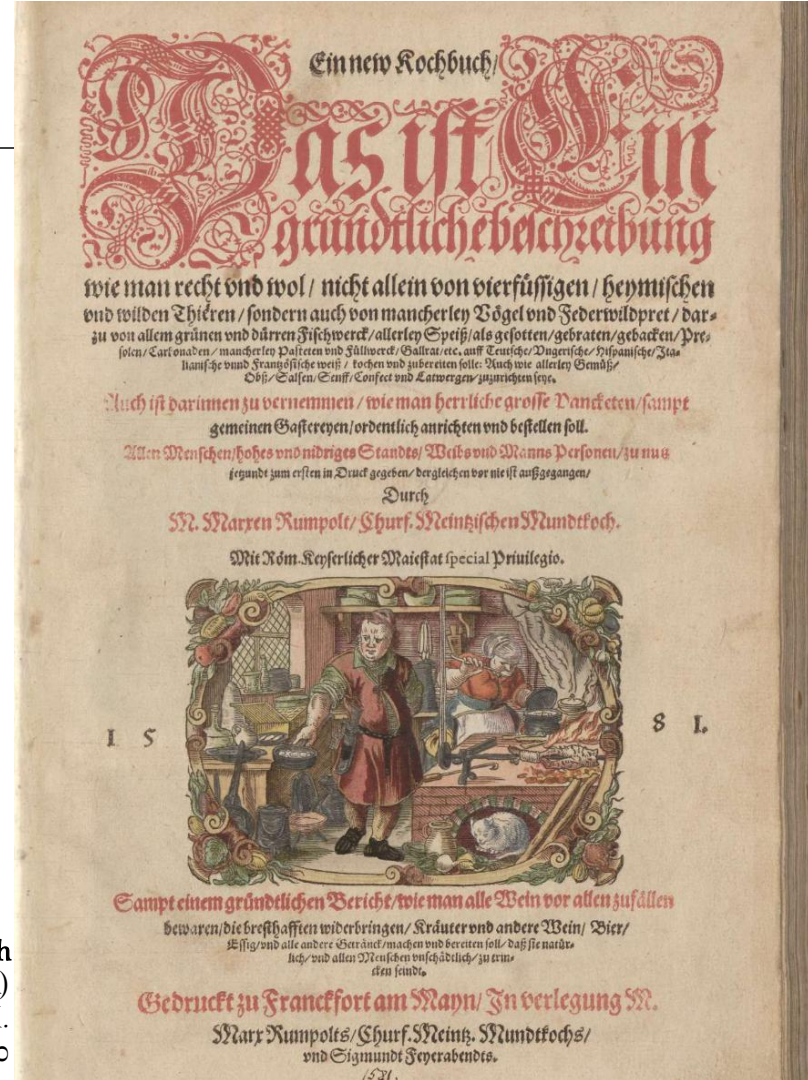 Ein new Kochbuch/
Das ist Ein
gründtliche beschreibung
wie man recht vnd wol/ nicht allein von vierfüssigen/ heymischen
vnd wilden Thieren/ sondern auch von mancherley Vögel vnd Federwildpret/ dar-
zu von allem grünen vnd dürren Fischwerck/ allerley Speiß/ als gesotten/ gebraten/ gebacken/ Pre-
solen/ Carbonaden/ mancherley Pasteten vnd Füllwerck/ Gallrat/ etc. auff Teutsche/ Vngerische/ Hispanische/ Ita-
lianische vnnd Frantzösische weiß/ kochen vnd zubereiten solle: Auch wie allerley Gemüß/
Obß/ Salsen/ Senff/ Confect vnd Latwergen/ zuzurichten seye.
Auch ist darinnen zu vernemmen/ wie man herrliche grosse Pancketen/ sampt
gemeinen Gastereyen/ ordentlich anrichten vnd bestellen soll.
Allen Menschen/ hohes vnd nidriges Standts/ Weibs vnd Manns Personen/ zu nutz
jetzundt zum ersten in Druck gegeben/ dergleichen vor nie ist außgegangen/
Durch
M. Marxen Rumpolt/ Churf. Meintzischen Mundtkoch.
Mit Röm. Keyserlicher Maiestat special Priuilegio.
1 5 8 1.
Sampt einem gründtlichen Bericht/ wie man alle Wein vor allen zufällen
bewaren/ die bresthafften widerbringen/ Kräuter vnd andere Wein/ Bier/
Essig/ vnd alle andere Getränck/ machen vnd bereiten soll/ daß sie natür-
lich/ vnd allen Menschen vnschädtlich/ zu trin-
cken seindt.
Gedruckt zu Franckfort am Mayn/ In verlegung M.
Marx Rumpolts/ Churf. Meintz. Mundtkochs/
vnd Sigmundt Feyerabendts.
1581.
h
)